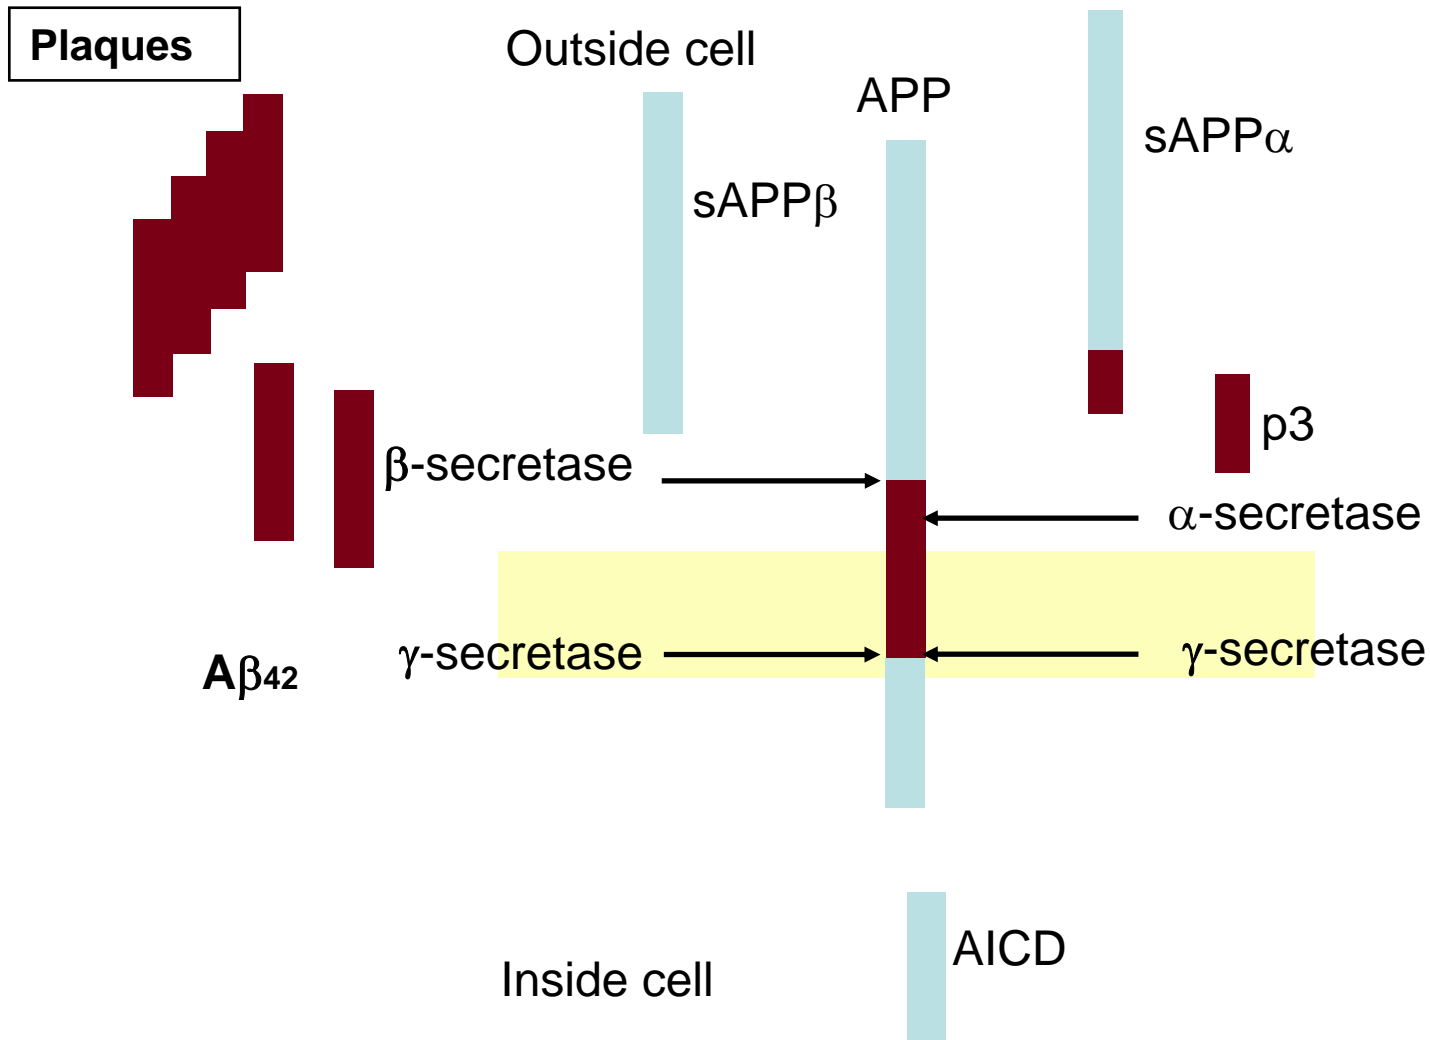 Plaques
Outside cell
APP
sAPPα
sAPPβ
p3
β-secretase
α-secretase
γ-secretase
γ-secretase
Aβ42
AICD
Inside cell